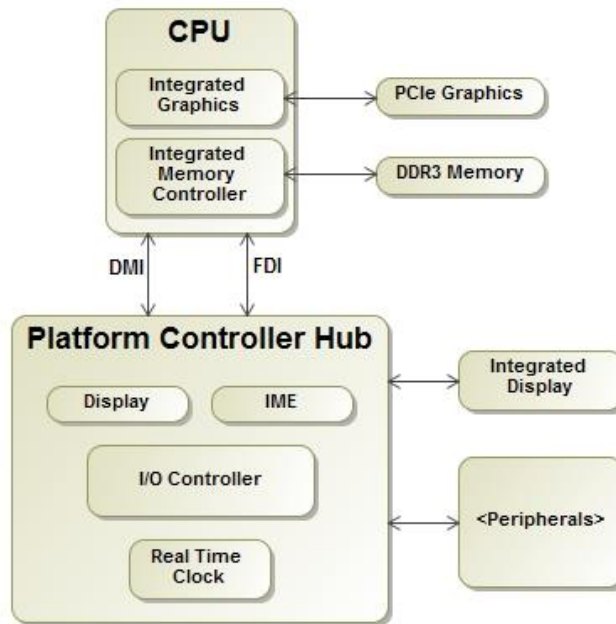 CPU
Integrated
Graphics
PCIe Graphics
Integrated
Memory
Controller
DDR3 Memory
DMI
FDI
Platform Controller Hub
Display
IME
Integrated
Display
I/O Controller
<Peripherals>
Real Time
Clock